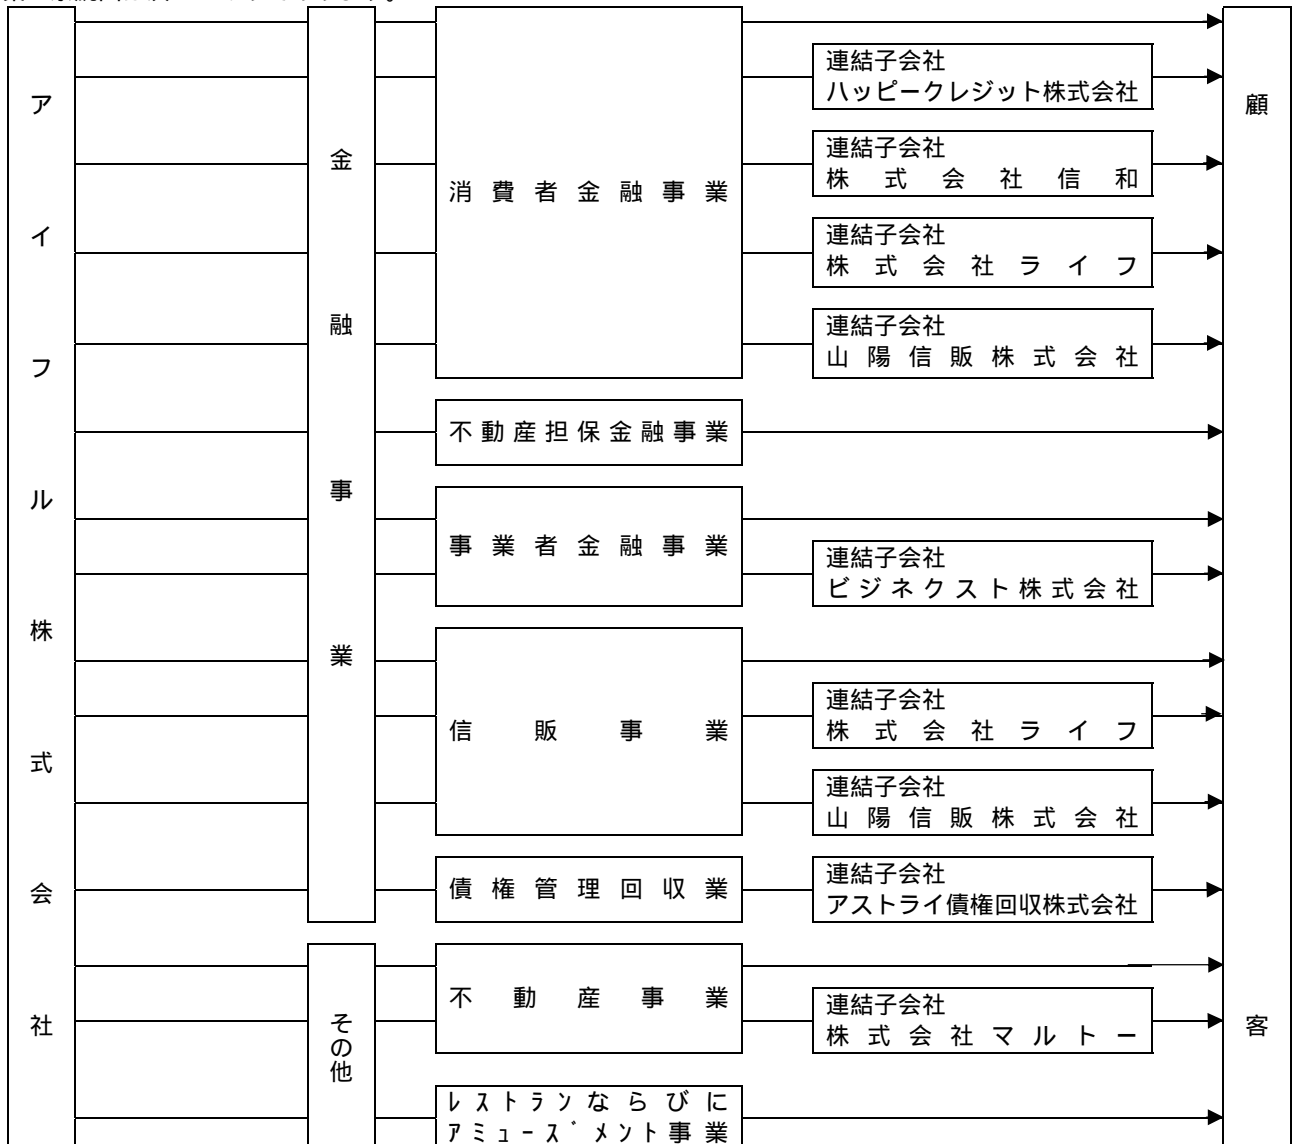 アイフル株式会社
金融事業
消費者金融事業
連結子会社
ハッピークレジット株式会社
連結子会社
株式会社信和
連結子会社
株式会社ライフ
連結子会社
山陽信販株式会社
不動産担保金融事業
事業者金融事業
連結子会社
ビジネクスト株式会社
信販事業
連結子会社
株式会社ライフ
連結子会社
山陽信販株式会社
債権管理回収業
連結子会社
アストライ債権回収株式会社
その他
不動産事業
連結子会社
株式会社マルトー
レストランならびに
アミューズメント事業
顧客